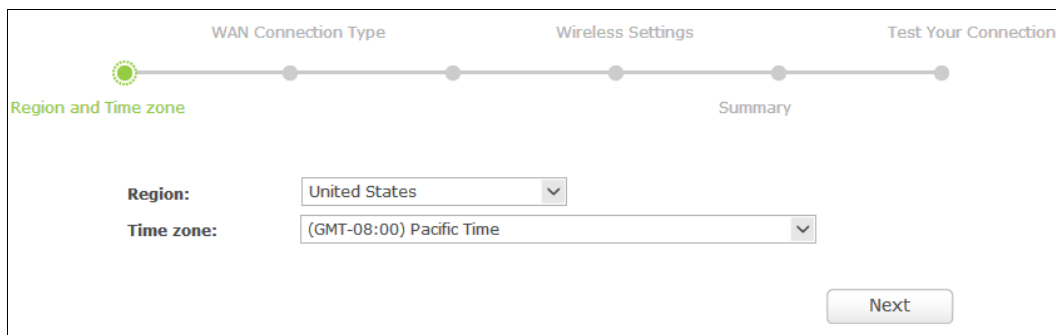 WAN Connection Type Wireless Settings Test Your Connection
Region and Time zone Summary
Region: United States
Time zone: (GMT-08:00) Pacific Time
Next